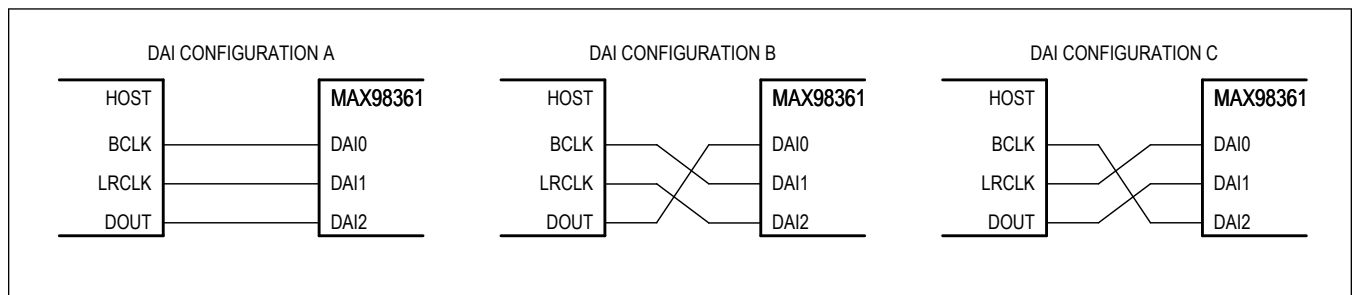 DAI CONFIGURATION A
HOST
MAX98361
BCLK
DAI0
LRCLK
DAI1
DOUT
DAI2
DAI CONFIGURATION B
HOST
MAX98361
BCLK
DAI0
LRCLK
DAI1
DOUT
DAI2
DAI CONFIGURATION C
HOST
MAX98361
BCLK
DAI0
LRCLK
DAI1
DOUT
DAI2